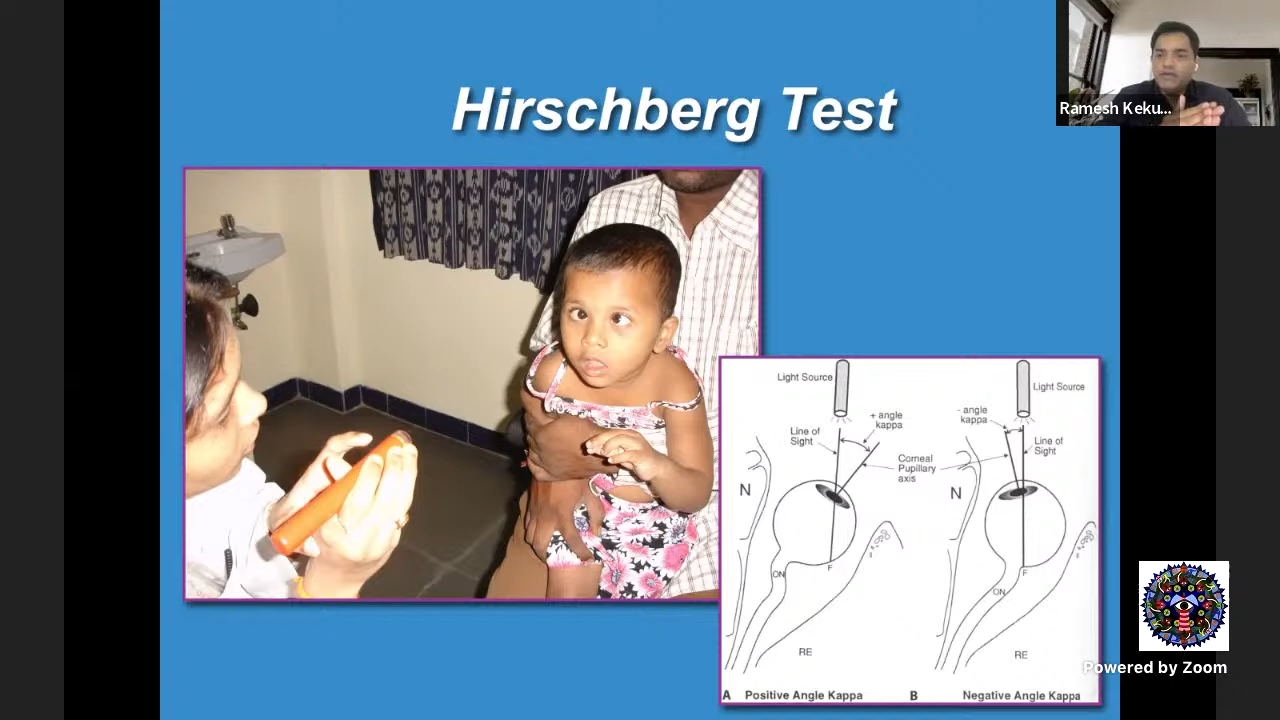 Hirschberg Test
Ramesh Keku...
Light Source
+ angle
kappa
Line of
Sight
Corneal
Pupillary
axis
N
ON
F
RE
A Positive Angle Kappa
Light Source
- angle
kappa
Line of
Sight
N
ON
F
RE
B Negative Angle Kappa
Powered by Zoom